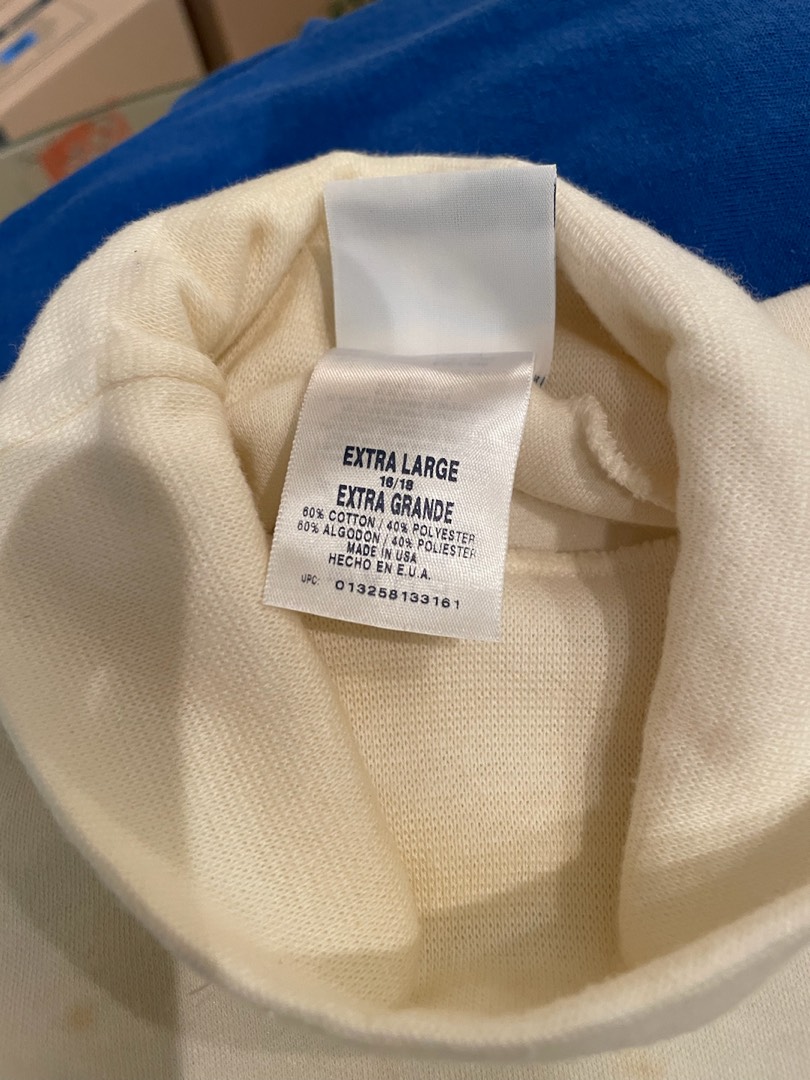 EXTRA LARGE
16/18
EXTRA GRANDE
60% COTTON / 40% POLYESTER
60% ALGODON / 40% POLIESTER
MADE IN USA
HECHO EN E.U.A.
UPC: 013258133161